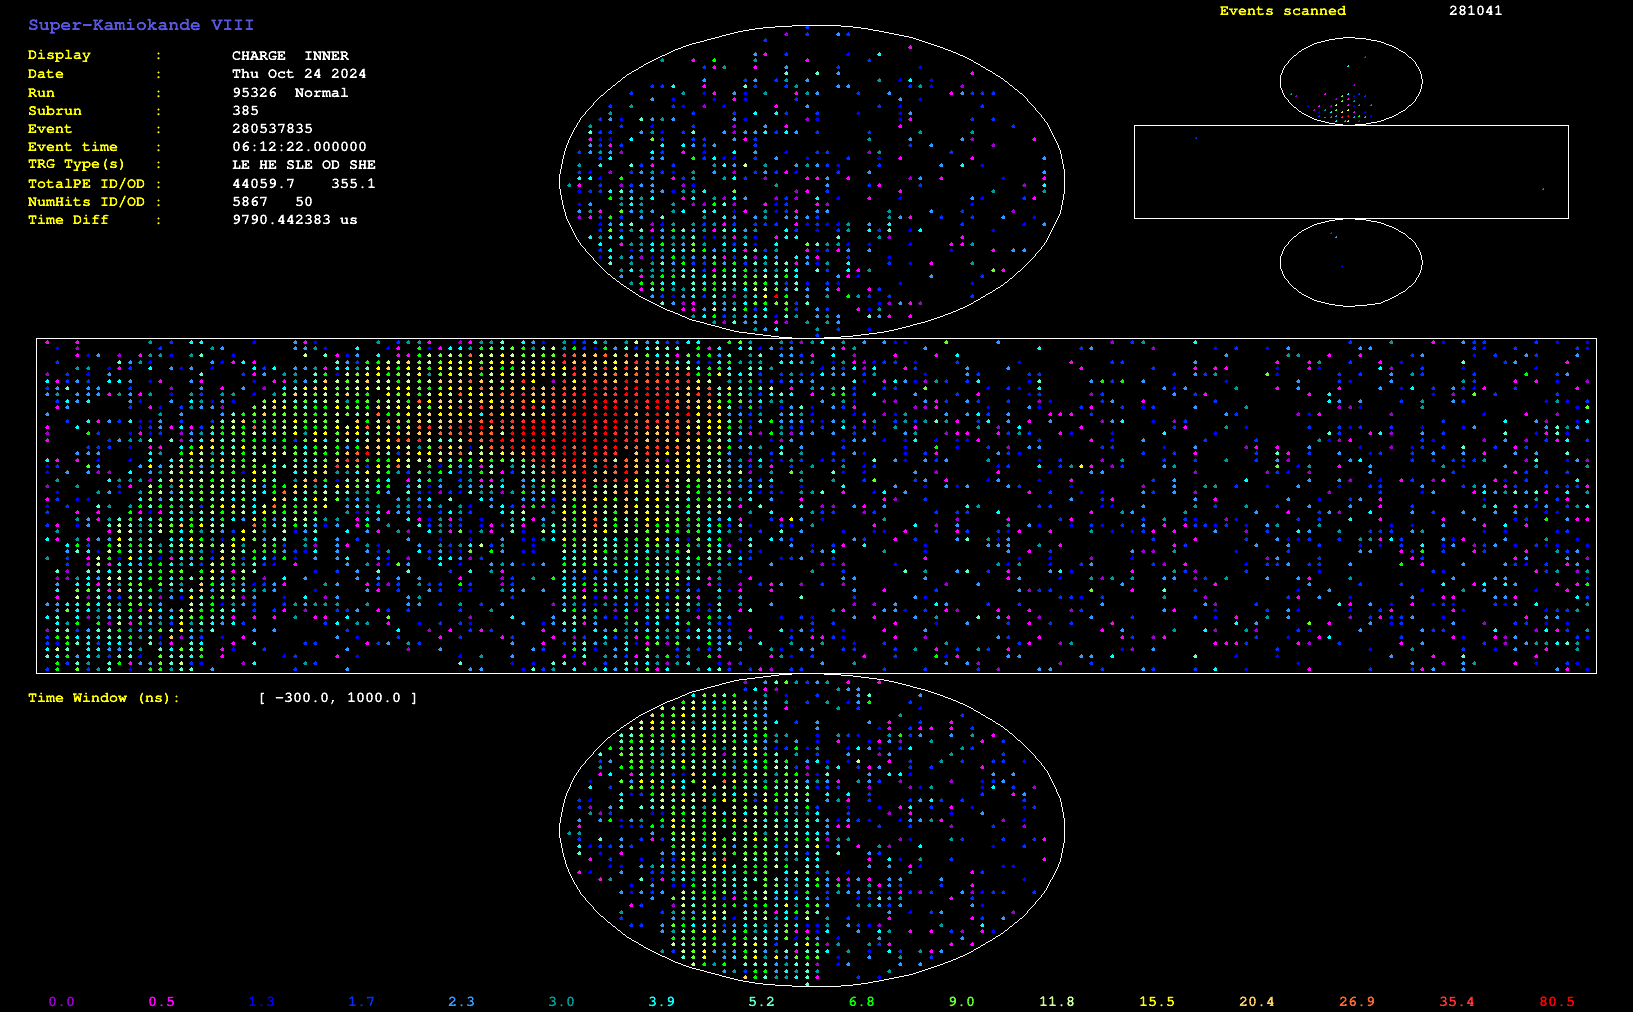 Super-Kamiokande VIII
Events scanned 281041
Display : CHARGE INNER
Date : Thu Oct 24 2024
Run : 95326 Normal
Subrun : 385
Event : 280537835
Event time : 06:12:22.000000
TRG Type(s) : LE HE SLE OD SHE
TotalPE ID/OD : 44059.7 355.1
NumHits ID/OD : 5867 50
Time Diff : 9790.442383 us
Time Window (ns): [ −300.0, 1000.0 ]
0.0 0.5 1.3 1.7 2.3 3.0 3.9 5.2 6.8 9.0 11.8 15.5 20.4 26.9 35.4 80.5